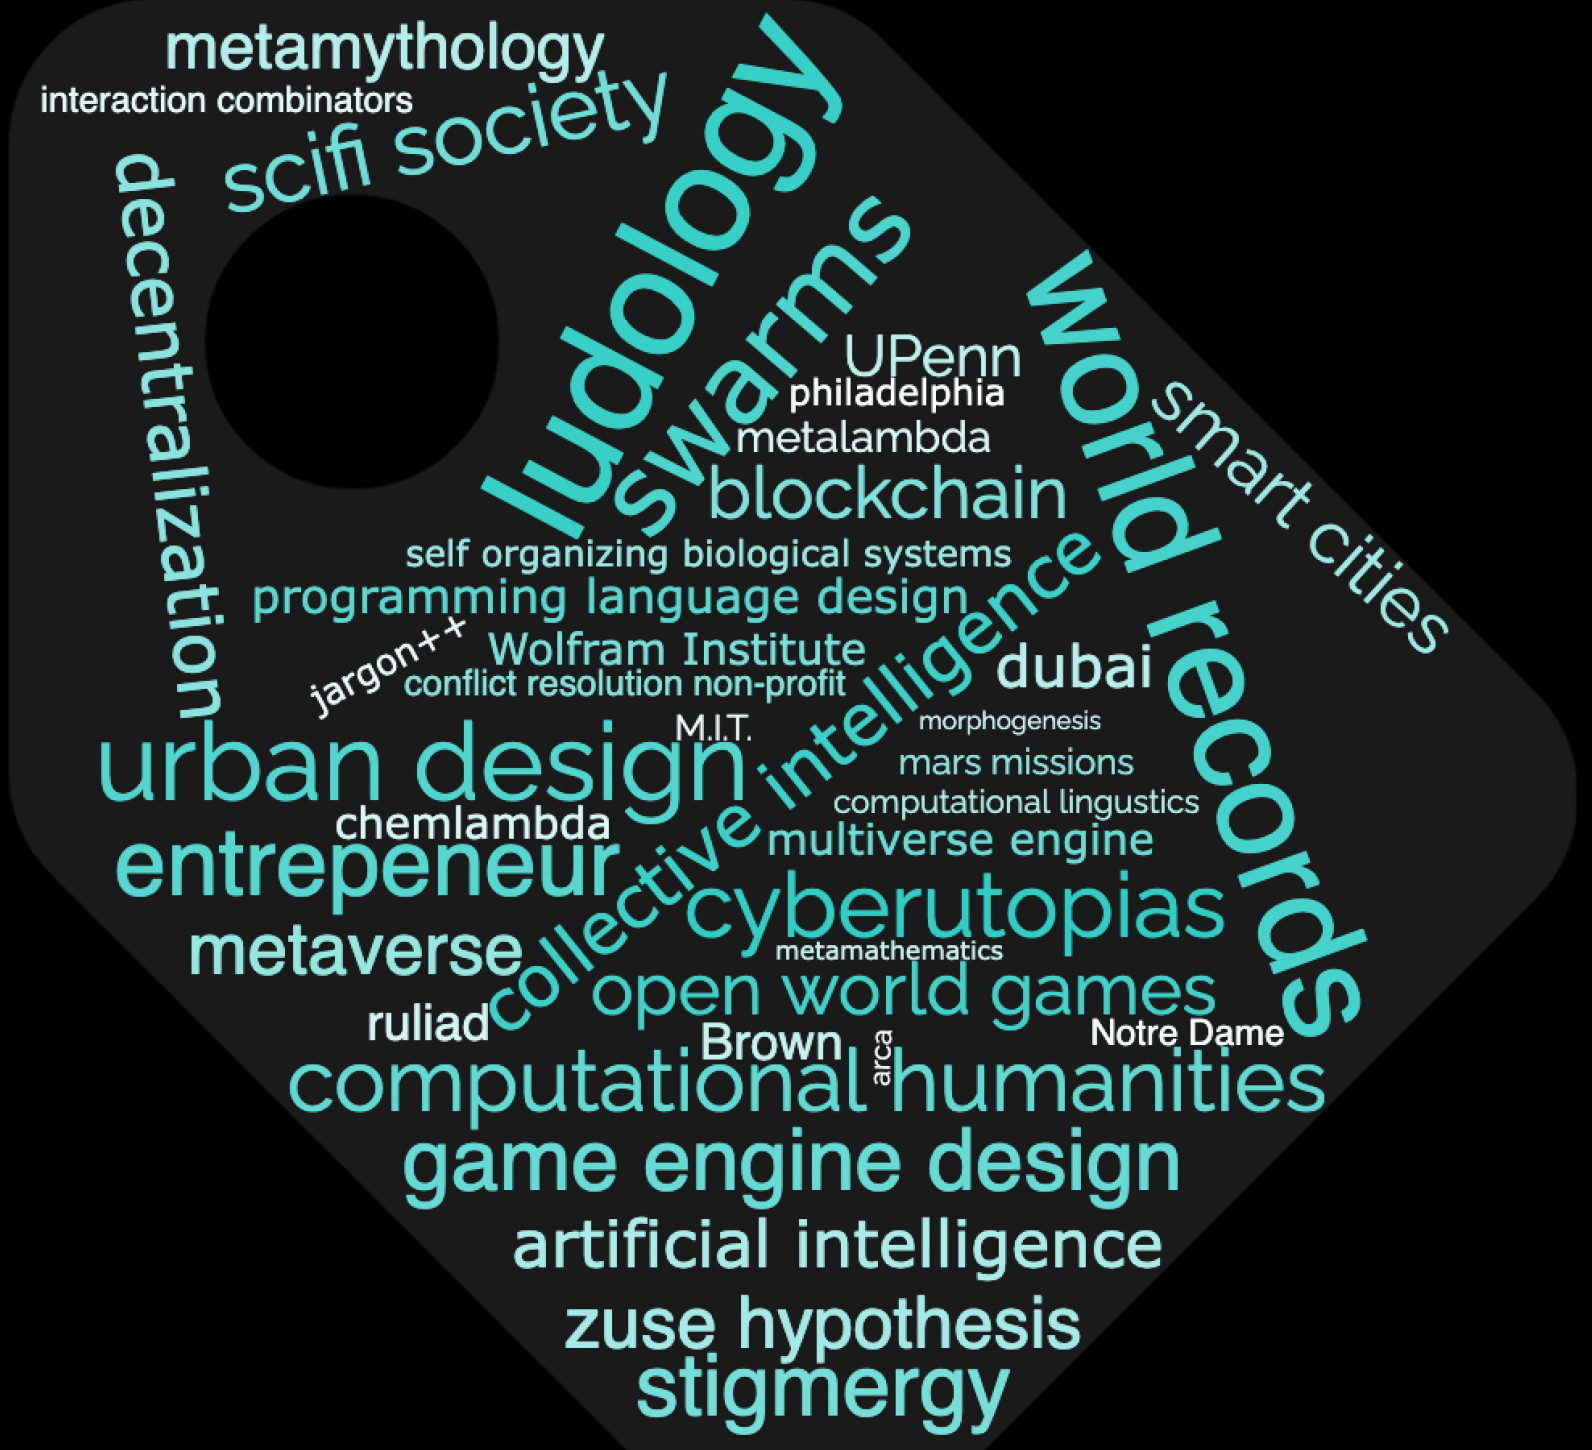 metamythology
interaction combinators
scifi society
decentralization
ludology
swarms
UPenn
philadelphia
metalambda
blockchain
world records
smart cities
self organizing biological systems
programming language design
jargon++
Wolfram Institute
conflict resolution non-profit
collective intelligence
dubai
M.I.T.
morphogenesis
urban design
mars missions
computational lingustics
chemlambda
multiverse engine
entrepeneur
cyberutopias
metaverse
metamathematics
open world games
ruliad
Brown
arca
Notre Dame
computational humanities
game engine design
artificial intelligence
zuse hypothesis
stigmergy